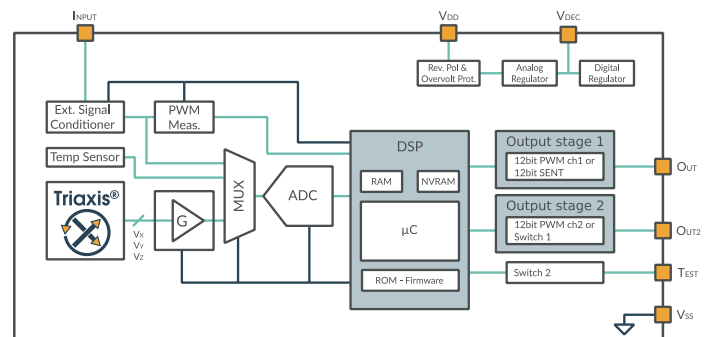 INPUT
VDD
VDEC
Rev. Pol &
Overvolt Prot.
Analog
Regulator
Digital
Regulator
Ext. Signal
Conditioner
PWM
Meas.
DSP
Output stage 1
12bit PWM ch1 or
12bit SENT
OUT
Temp Sensor
MUX
ADC
RAM
NVRAM
Triaxis®
G
VX
VY
VZ
µC
Output stage 2
12bit PWM ch2 or
Switch 1
OUT2
ROM - Firmware
Switch 2
TEST
VSS